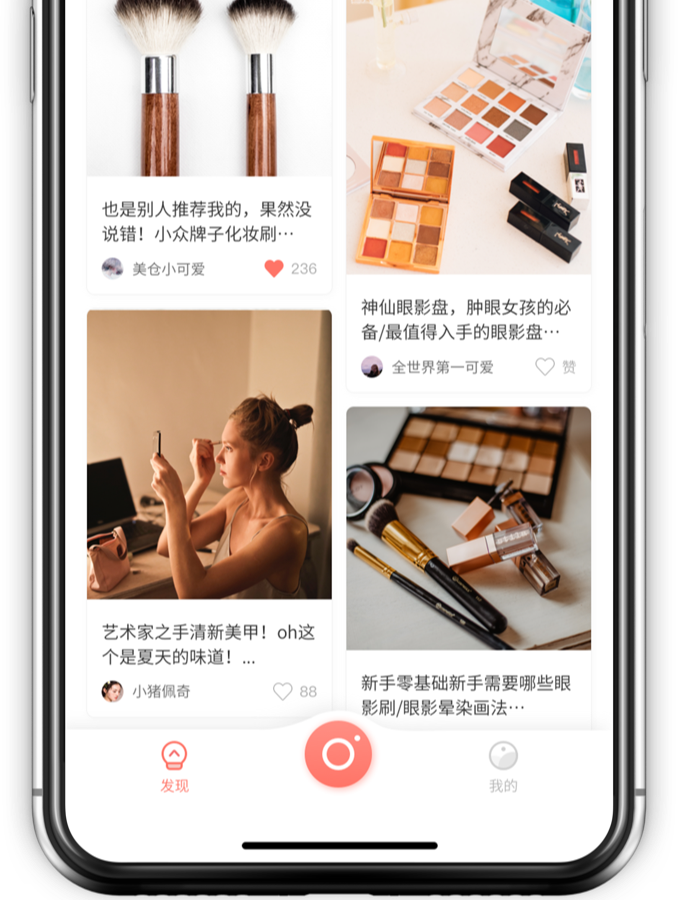 也是别人推荐我的，果然没
说错！小众牌子化妆刷…
美仓小可爱
236
神仙眼影盘，肿眼女孩的必
备/最值得入手的眼影盘…
全世界第一可爱
赞
艺术家之手清新美甲！oh这
个是夏天的味道！...
小猪佩奇
88
新手零基础新手需要哪些眼
影刷/眼影晕染画法…
发现
我的